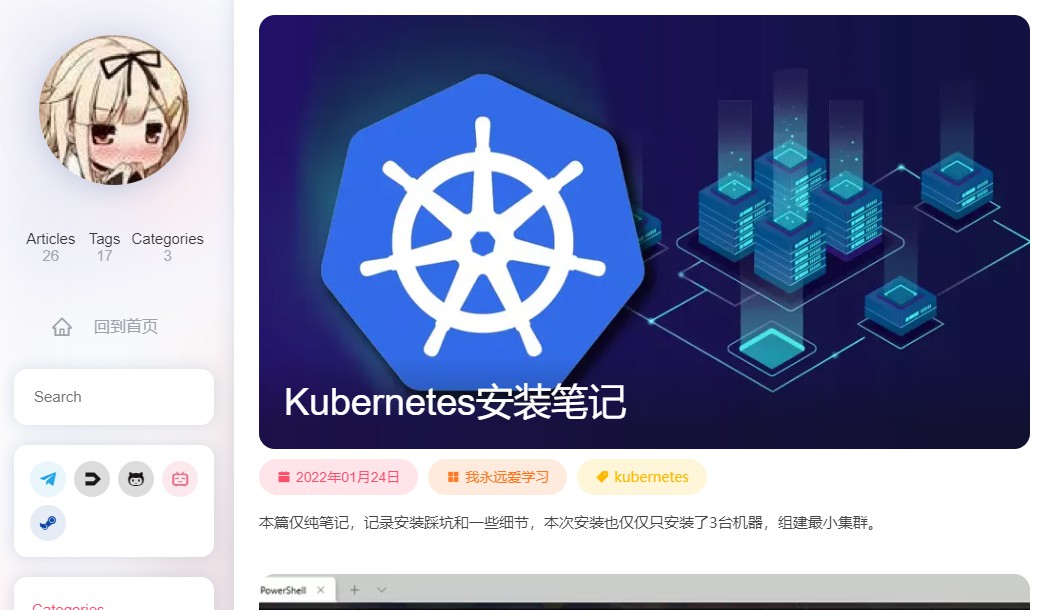 Articles
26
Tags
17
Categories
3
回到首页
Search
Categories
Kubernetes安装笔记
2022年01月24日
我永远爱学习
kubernetes
本篇仅纯笔记，记录安装踩坑和一些细节，本次安装也仅仅只安装了3台机器，组建最小集群。
PowerShell